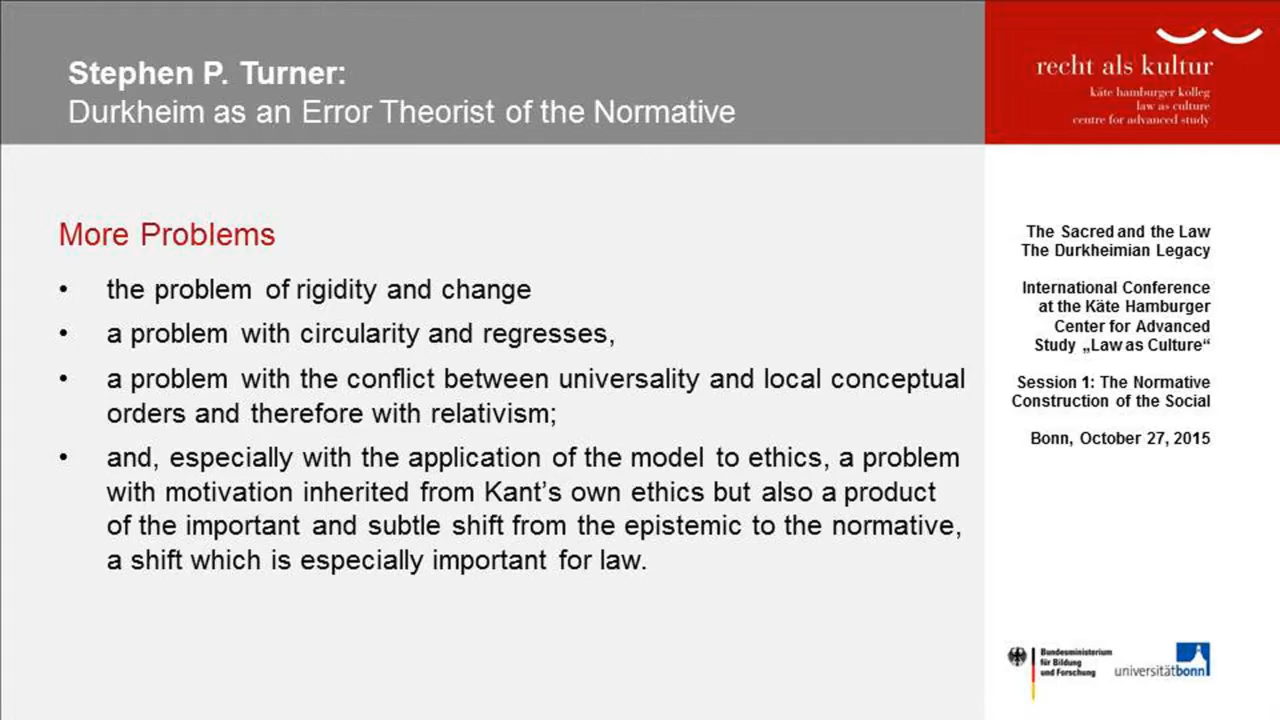 Stephen P. Turner:
Durkheim as an Error Theorist of the Normative
recht als kultur
käte hamburger kolleg
law as culture
centre for advanced study
More Problems
• the problem of rigidity and change
• a problem with circularity and regresses,
• a problem with the conflict between universality and local conceptual
orders and therefore with relativism;
• and, especially with the application of the model to ethics, a problem
with motivation inherited from Kant’s own ethics but also a product
of the important and subtle shift from the epistemic to the normative,
a shift which is especially important for law.
The Sacred and the Law
The Durkheimian Legacy
International Conference
at the Käte Hamburger
Center for Advanced
Study „Law as Culture“
Session 1: The Normative
Construction of the Social
Bonn, October 27, 2015
Bundesministerium
für Bildung
und Forschung
universitätbonn